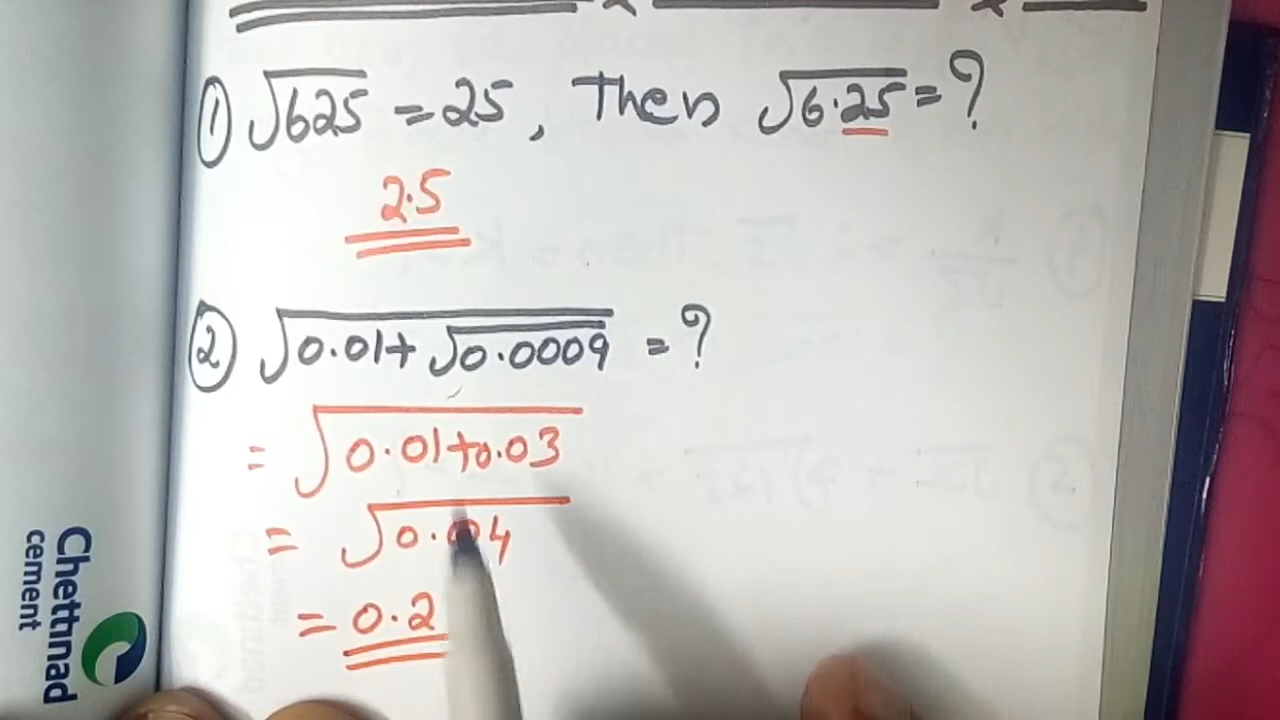 ① √625 = 25, Then √6.25 = ?
2.5
② √(0.01+√0.0009) = ?
= √(0.01+0.03)
= √0.04
= 0.2
Chettinad
cement